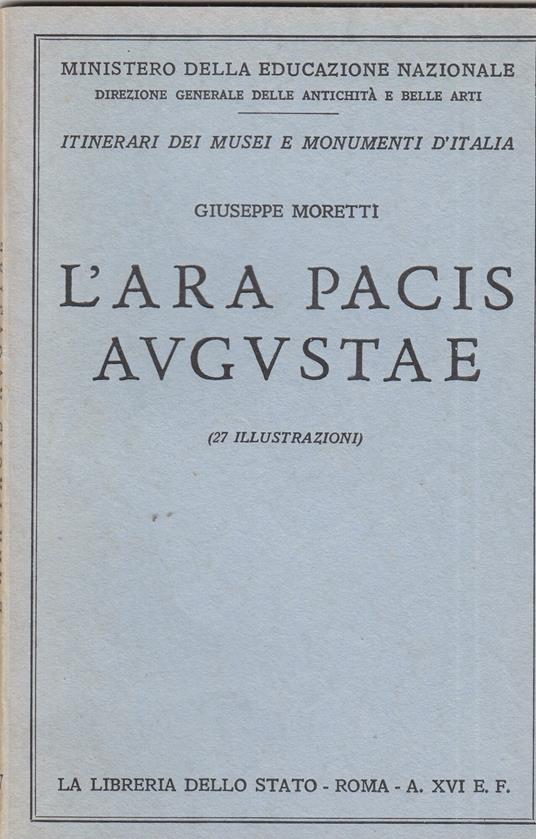 MINISTERO DELLA EDUCAZIONE NAZIONALE
DIREZIONE GENERALE DELLE ANTICHITÀ E BELLE ARTI
ITINERARI DEI MUSEI E MONUMENTI D'ITALIA
GIUSEPPE MORETTI
L'ARA PACIS
AVGVSTAE
(27 ILLUSTRAZIONI)
LA LIBRERIA DELLO STATO - ROMA - A. XVI E. F.